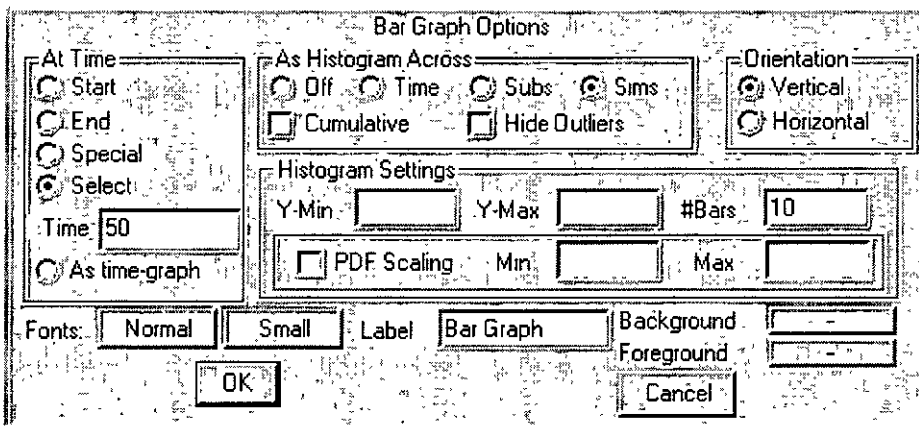 Bar Graph Options
At Time
Start
End
Special
Select
Time 50
As time-graph
As Histogram Across
Off Time Subs Sims
Cumulative Hide Outliers
Orientation
Vertical
Horizontal
Histogram Settings
Y-Min Y-Max #Bars 10
PDF Scaling Min Max
Fonts: Normal Small Label Bar Graph Background -
Foreground -
OK Cancel